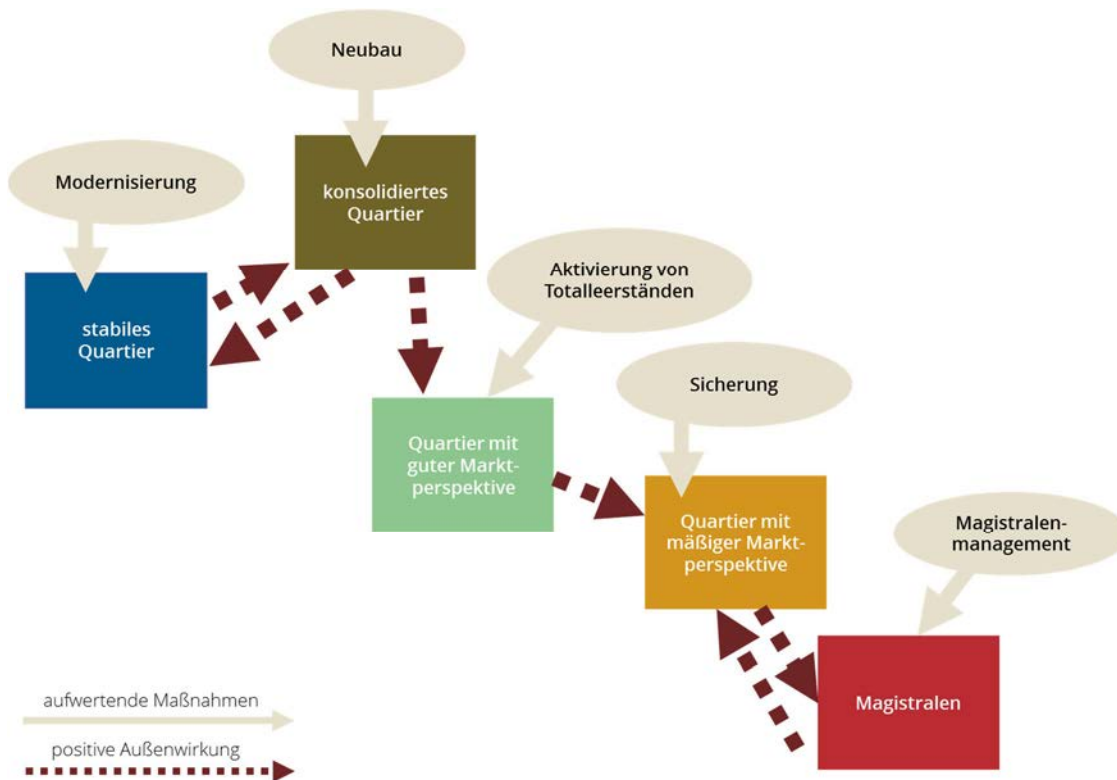 Neubau
Modernisierung
konsolidiertes
Quartier
Aktivierung von
Totalleerständen
stabiles
Quartier
Sicherung
Quartier mit
guter Markt-
perspektive
Quartier mit
mäßiger Markt-
perspektive
Magistralen-
management
Magistralen
aufwertende Maßnahmen
positive Außenwirkung